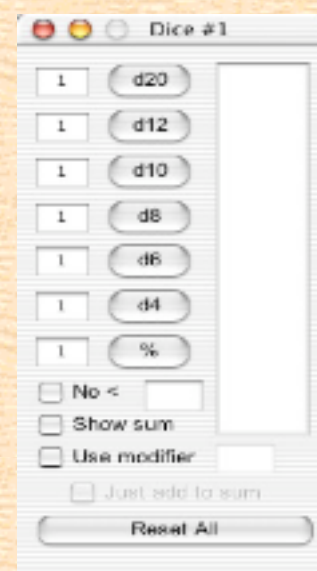 Dice #1
1 d20
1 d12
1 d10
1 d8
1 d6
1 d4
1 %
No <
Show sum
Use modifier
Just add to sum
Reset All